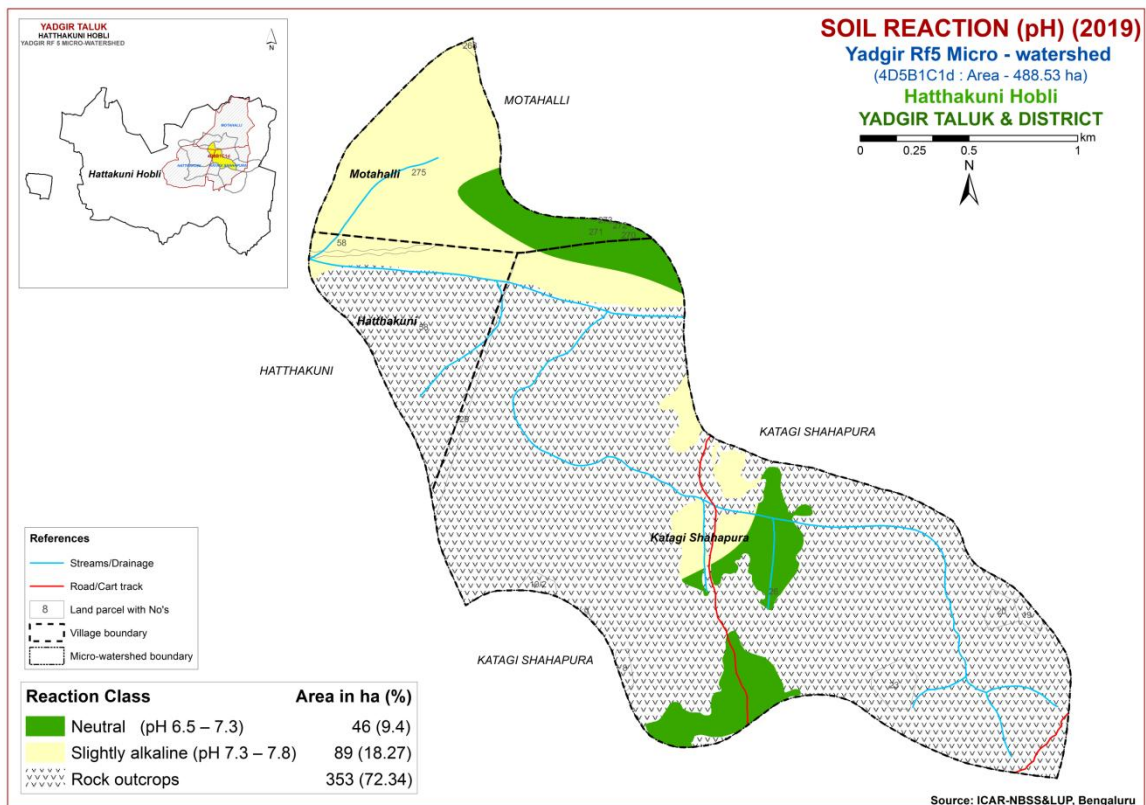 YADGIR TALUK
HATTHAKUNI HOBLI
YADGIR RF 5 MICRO-WATERSHED
N
MOTAHALLI
Hattakuni Hobli
SOIL REACTION (pH) (2019)
Yadgir Rf5 Micro - watershed
(4D5B1C1d : Area - 488.53 ha)
Hatthakuni Hobli
YADGIR TALUK & DISTRICT
km
0 0.25 0.5 1
N
268
MOTAHALLI
Motahalli
275
58
271
Hatthakuni
HATTHAKUNI
KATAGI SHAHAPURA
Katagi Shahapura
10/2
20
19
KATAGI SHAHAPURA
References
Streams/Drainage
Road/Cart track
8 Land parcel with No's
Village boundary
Micro-watershed boundary
Reaction Class Area in ha (%)
Neutral (pH 6.5 – 7.3) 46 (9.4)
Slightly alkaline (pH 7.3 – 7.8) 89 (18.27)
Rock outcrops 353 (72.34)
Source: ICAR-NBSS&LUP, Bengaluru